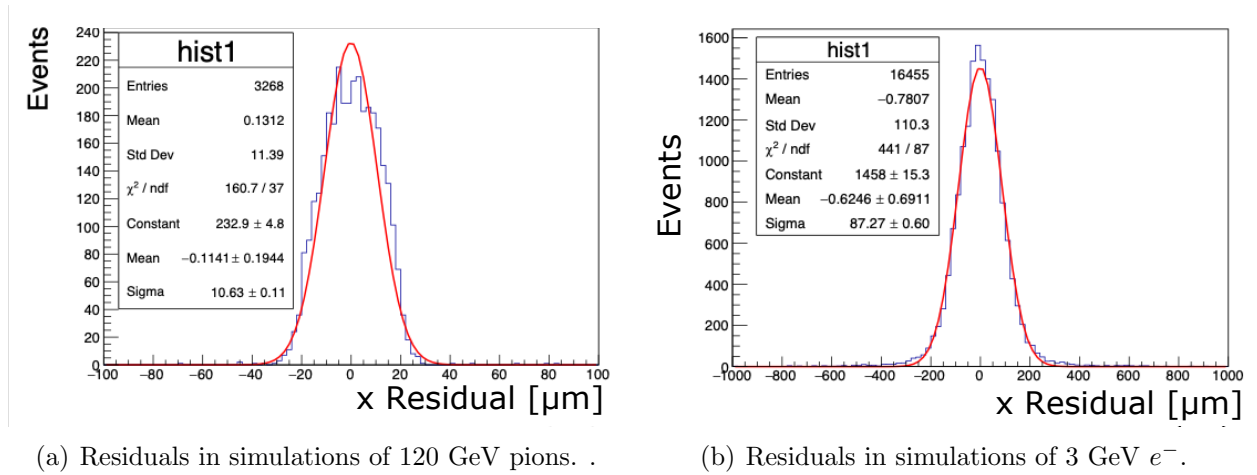 Events
240
220
200
180
160
140
120
100
80
60
40
20
0
hist1
Entries 3268
Mean 0.1312
Std Dev 11.39
χ² / ndf 160.7 / 37
Constant 232.9 ± 4.8
Mean −0.1141± 0.1944
Sigma 10.63 ± 0.11
−100 −80 −60 −40 −20 0 20 40 60 80 100
x Residual [μm]
(a) Residuals in simulations of 120 GeV pions. .
Events
1600
1400
1200
1000
800
600
400
200
0
hist1
Entries 16455
Mean −0.7807
Std Dev 110.3
χ² / ndf 441 / 87
Constant 1458 ± 15.3
Mean −0.6246 ± 0.6911
Sigma 87.27 ± 0.60
−1000 −800 −600 −400 −200 0 200 400 600 800 1000
x Residual [μm]
(b) Residuals in simulations of 3 GeV e−.